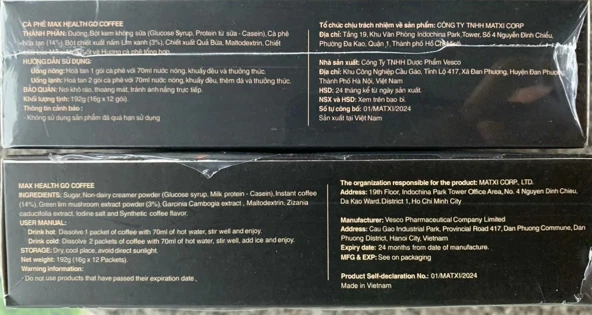 CÀ PHÊ MAX HEALTH GO COFFEE
THÀNH PHẦN: Đường, Bột kem không sữa (Glucose Syrup, Protein từ sữa - Casein), Cà phê
hòa tan (14%), Bột chiết xuất nấm Lim xanh (3%), Chiết xuất Quả Bứa, Maltodextrin, Chiết
và Hương cà phê tổng hợp.
HƯỚNG DẪN SỬ DỤNG:
Uống nóng: Hoà tan 1 gói cà phê với 70ml nước nóng, khuấy đều và thưởng thức.
Uống lạnh: Hoà tan 2 gói cà phê với 70ml nước nóng, khuấy đều, thêm đá và thưởng thức.
BẢO QUẢN: Nơi khô ráo, thoáng mát, tránh ánh nắng trực tiếp.
Khối lượng tịnh: 192g (16g x 12 gói).
Thông tin cảnh báo:
- Không sử dụng sản phẩm đã quá hạn sử dụng
Tổ chức chịu trách nhiệm về sản phẩm: CÔNG TY TNHH MATXI CORP
Địa chỉ: Tầng 19, Khu Văn Phòng Indochina Park Tower, Số 4 Nguyễn Đình Chiểu,
Phường Đa Kao, Quận 1, Thành phố Hồ Chí Minh
Nhà sản xuất: Công Ty TNHH Dược Phẩm Vesco
Địa chỉ: Khu Công Nghiệp Cầu Gáo, Tỉnh Lộ 417, Xã Đan Phượng, Huyện Đan Phượng,
Thành Phố Hà Nội, Việt Nam
HSD: 24 tháng kể từ ngày sản xuất.
NSX và HSD: Xem trên bao bì.
Số tự công bố: 01/MATXI/2024
Sản xuất tại Việt Nam
MAX HEALTH GO COFFEE
INGREDIENTS: Sugar, Non-dairy creamer powder (Glucose syrup, Milk protein - Casein), Instant coffee
(14%), Green lim mushroom extract powder (3%), Garcinia Cambogia extract , Maltodextrin, Zizania
caduciflola extract, Iodine salt and Synthetic coffee flavor.
USER MANUAL:
Drink hot: Dissolve 1 packet of coffee with 70ml of hot water, stir well and enjoy.
Drink cold: Dissolve 2 packets of coffee with 70ml of hot water, stir well, add ice and enjoy.
STORAGE: Dry, cool place, avoid direct sunlight.
Net weight: 192g (16g x 12 Packets).
Warning information:
- Do not use products that have passed their expiration date.
The organization responsible for the product: MATXI CORP., LTD.
Address: 19th Floor, Indochina Park Tower Office Area, No. 4 Nguyen Dinh Chieu,
Da Kao Ward, District 1, Ho Chi Minh City
Manufacturer: Vesco Pharmaceutical Company Limited
Address: Cau Gao Industrial Park, Provincial Road 417, Dan Phuong Commune, Dan
Phuong District, Hanoi City, Vietnam
Expiry date: 24 months from date of manufacture.
MFG & EXP: See on packaging
Product Self-declaration No.: 01/MATXI/2024
Made in Vietnam